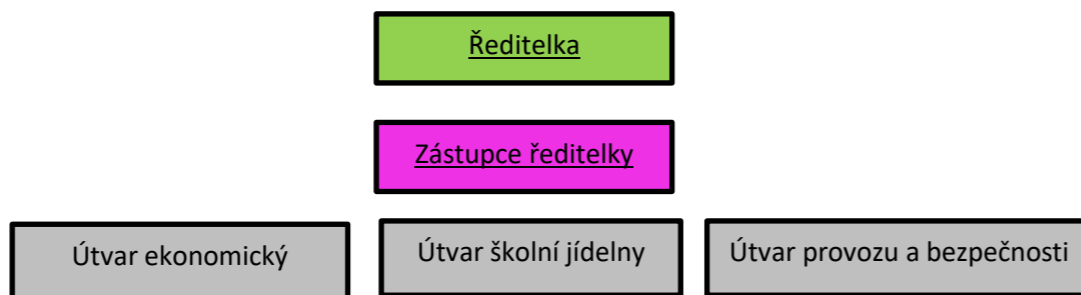 Ředitelka
Zástupce ředitelky
Útvar ekonomický
Útvar školní jídelny
Útvar provozu a bezpečnosti